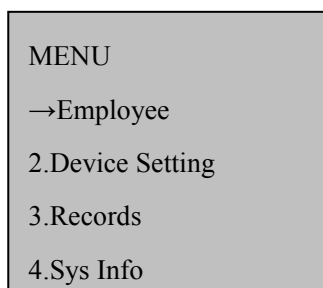 MENU
→Employee
2.Device Setting
3.Records
4.Sys Info